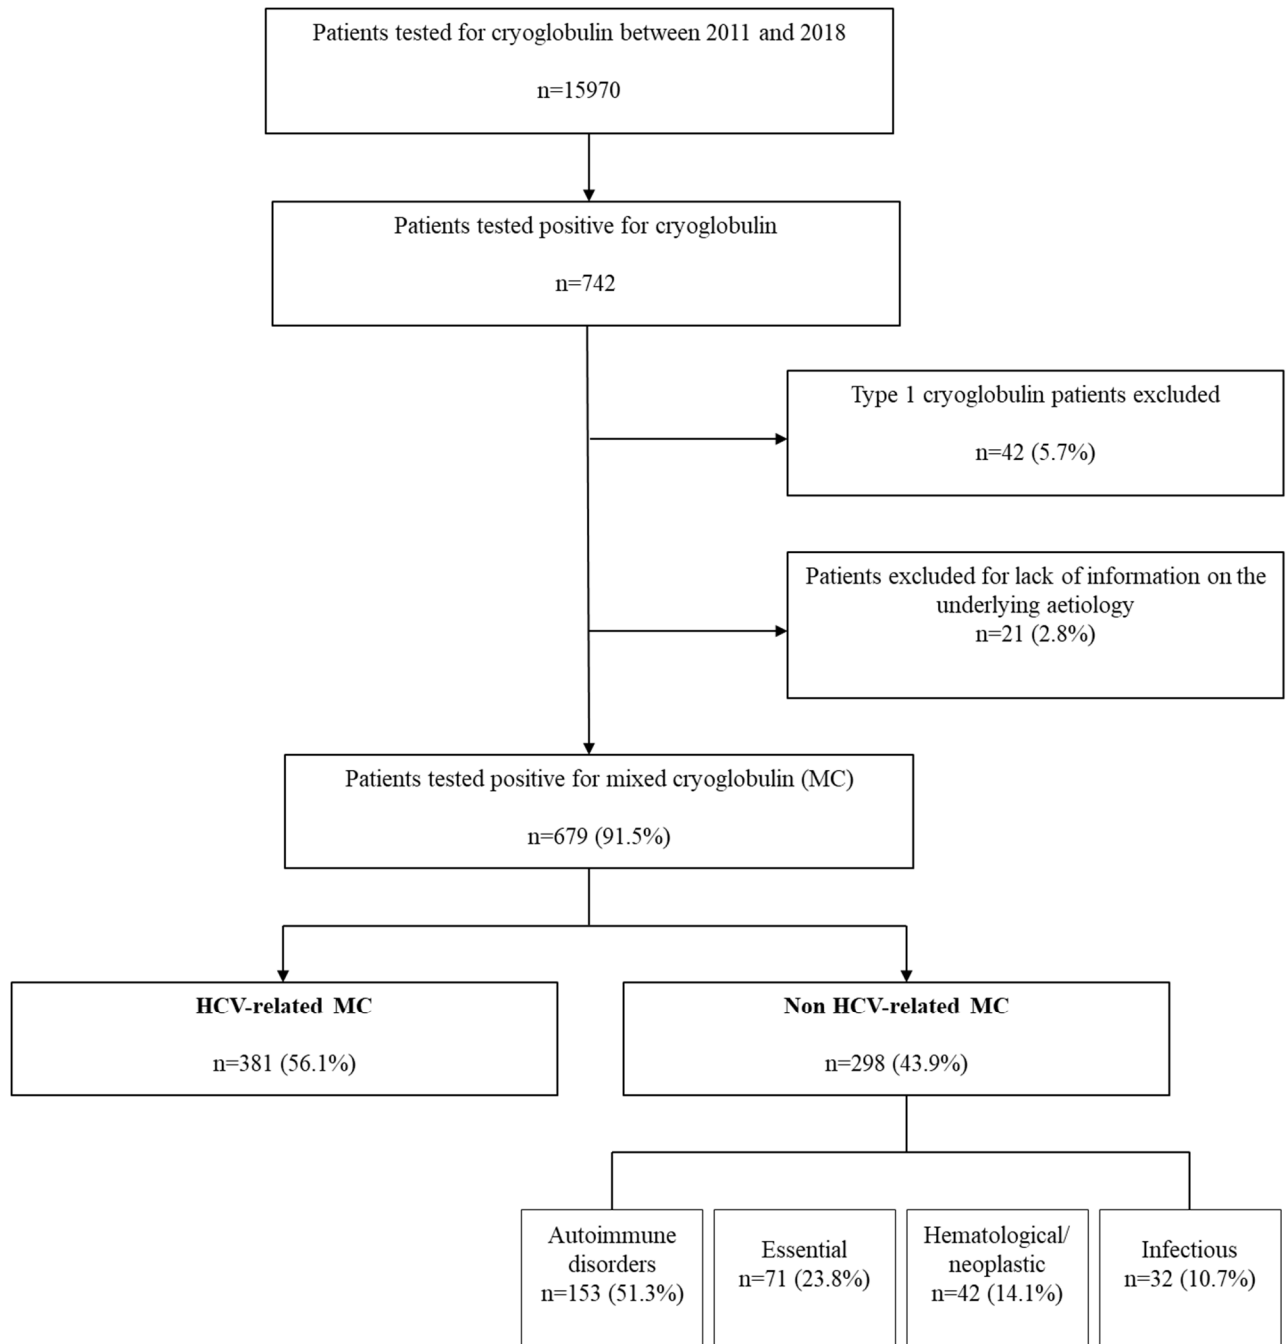 Patients tested for cryoglobulin between 2011 and 2018
n=15970
Patients tested positive for cryoglobulin
n=742
Type 1 cryoglobulin patients excluded
n=42 (5.7%)
Patients excluded for lack of information on the
underlying aetiology
n=21 (2.8%)
Patients tested positive for mixed cryoglobulin (MC)
n=679 (91.5%)
HCV-related MC
n=381 (56.1%)
Non HCV-related MC
n=298 (43.9%)
Autoimmune
disorders
n=153 (51.3%)
Essential
n=71 (23.8%)
Hematological/
neoplastic
n=42 (14.1%)
Infectious
n=32 (10.7%)